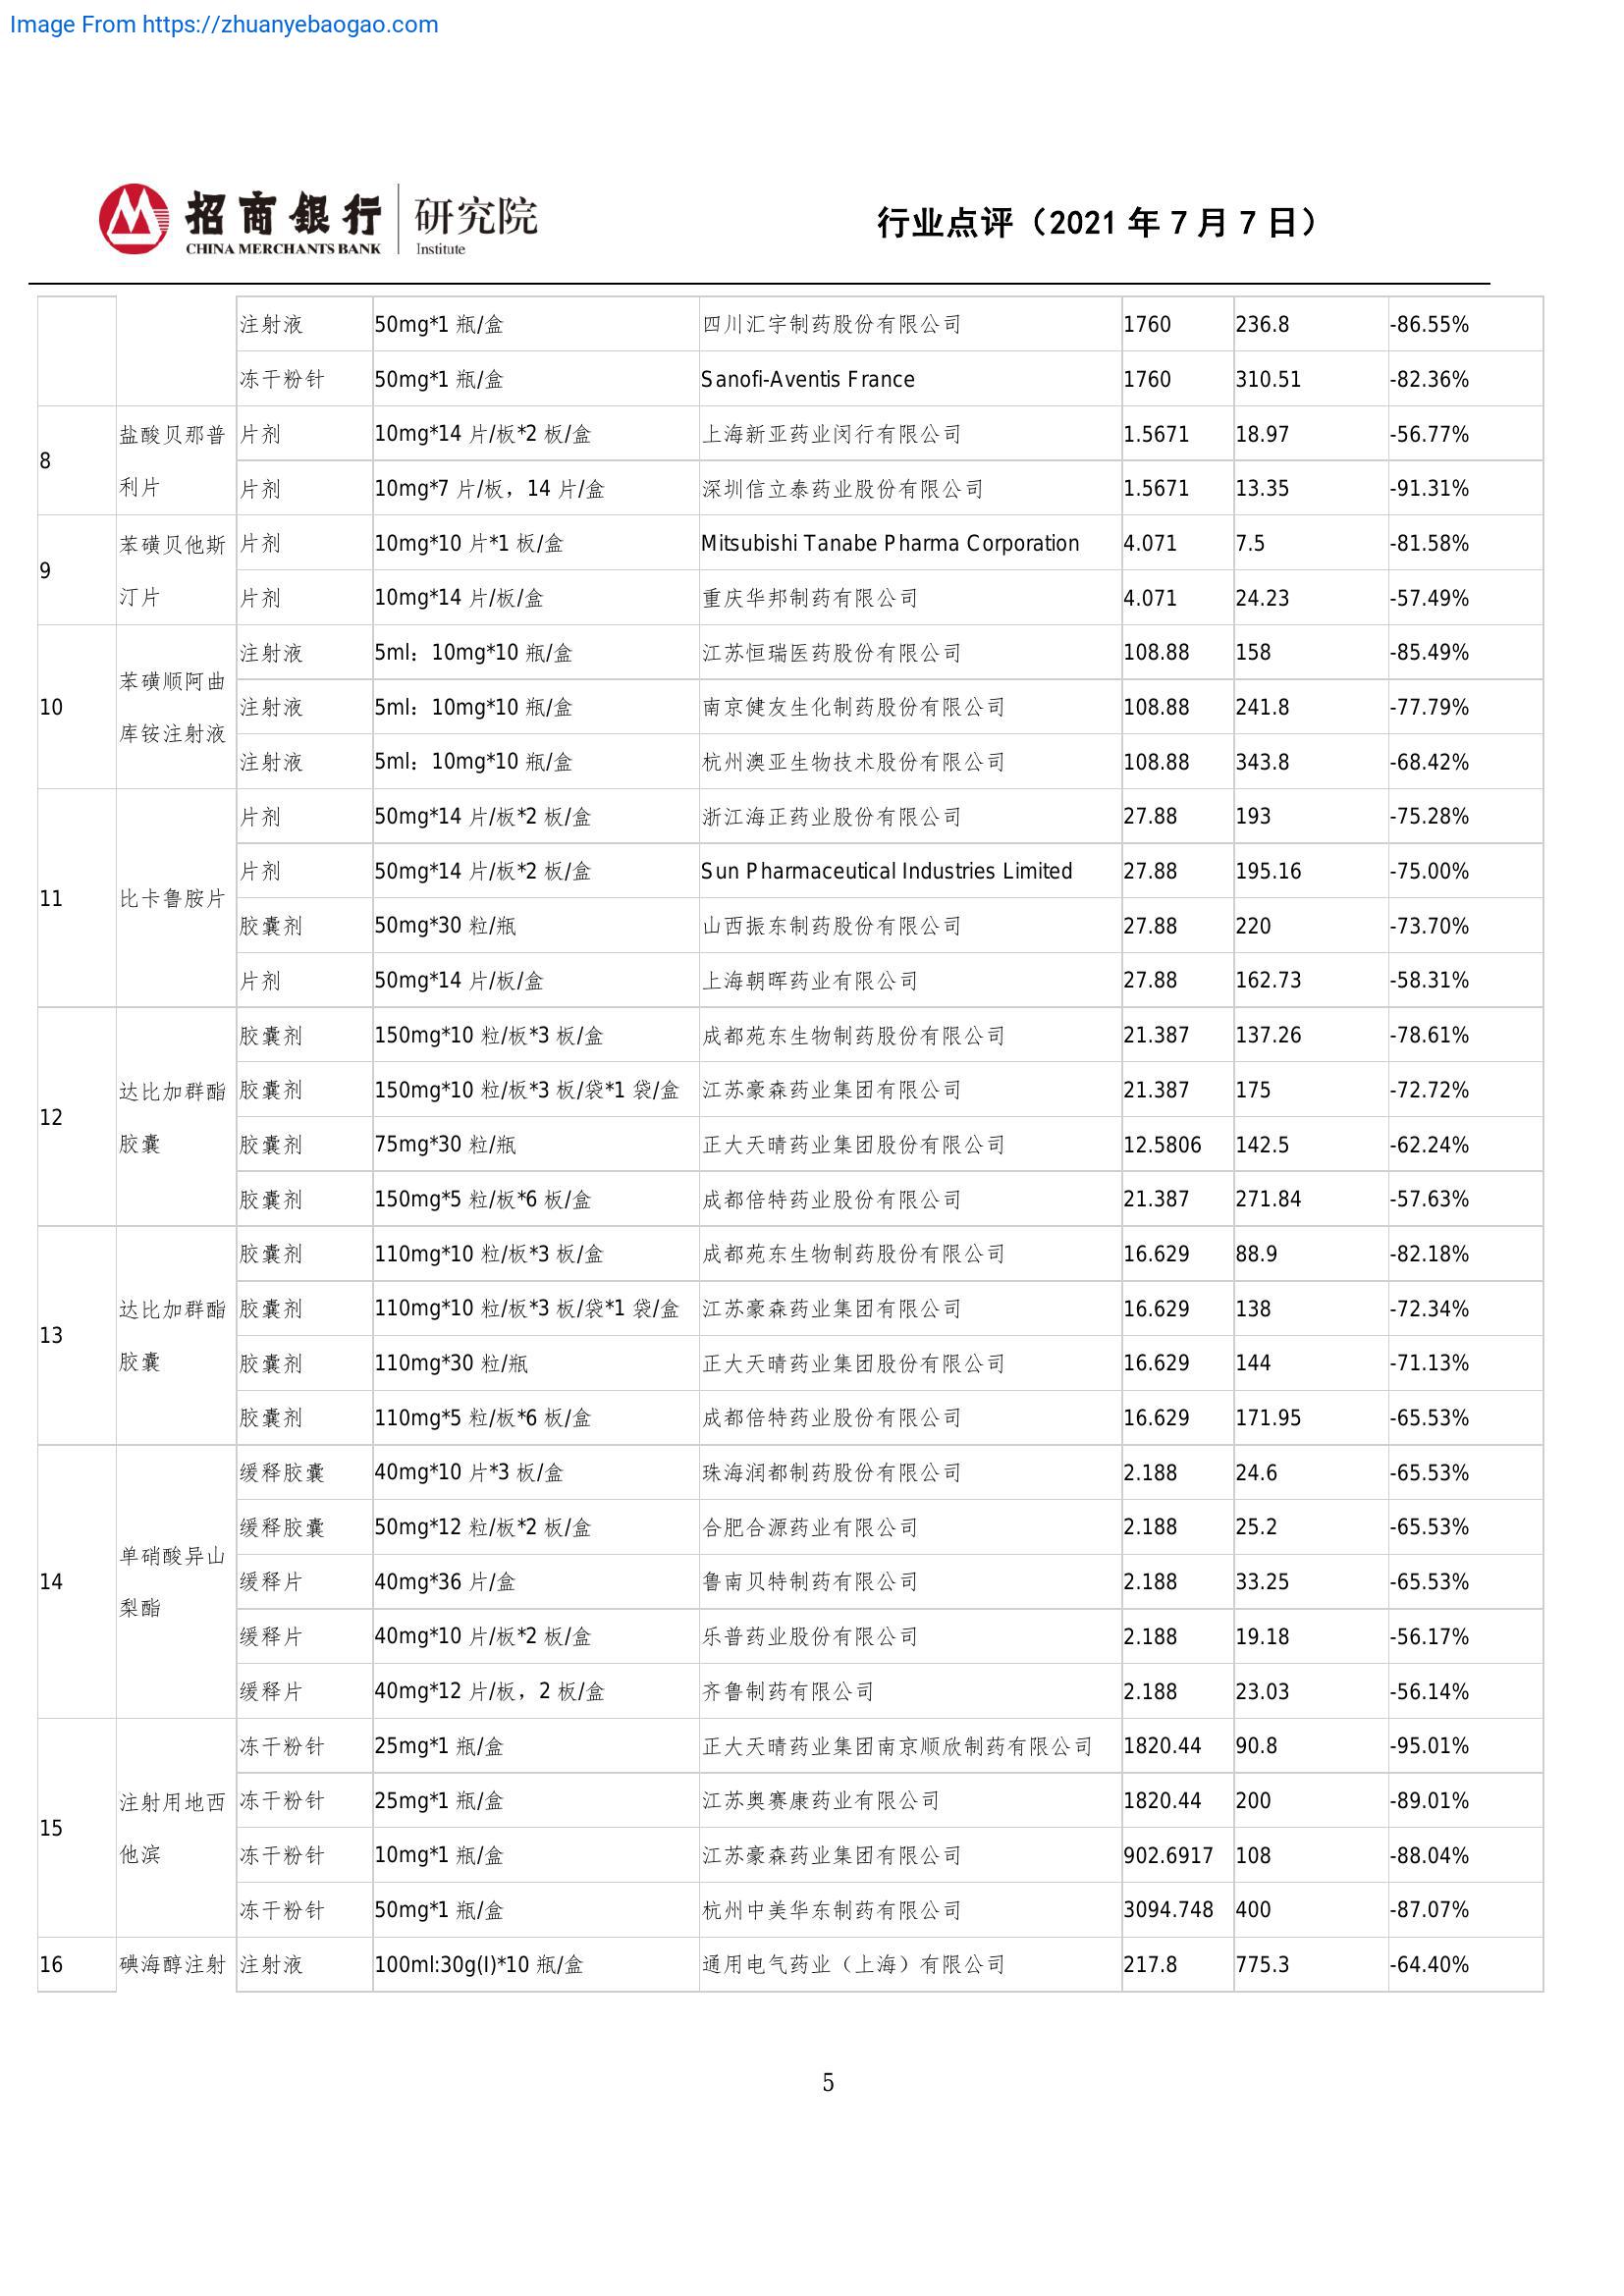 Image From https://zhuanyebaogao.com
招商銀行 研究院
CHINA MERCHANTS BANK Institute
行业点评（2021 年 7 月 7 日）
注射液 50mg*1 瓶/盒 四川汇宇制药股份有限公司 1760 236.8 -86.55%
冻干粉针 50mg*1 瓶/盒 Sanofi-Aventis France 1760 310.51 -82.36%
8 盐酸贝那普利片 片剂 10mg*14 片/板*2 板/盒 上海新亚药业闵行有限公司 1.5671 18.97 -56.77%
片剂 10mg*7 片/板，14 片/盒 深圳信立泰药业股份有限公司 1.5671 13.35 -91.31%
9 苯磺贝他斯汀片 片剂 10mg*10 片*1 板/盒 Mitsubishi Tanabe Pharma Corporation 4.071 7.5 -81.58%
片剂 10mg*14 片/板/盒 重庆华邦制药有限公司 4.071 24.23 -57.49%
10 苯磺顺阿曲库铵注射液 注射液 5ml：10mg*10 瓶/盒 江苏恒瑞医药股份有限公司 108.88 158 -85.49%
注射液 5ml：10mg*10 瓶/盒 南京健友生化制药股份有限公司 108.88 241.8 -77.79%
注射液 5ml：10mg*10 瓶/盒 杭州澳亚生物技术股份有限公司 108.88 343.8 -68.42%
11 比卡鲁胺片 片剂 50mg*14 片/板*2 板/盒 浙江海正药业股份有限公司 27.88 193 -75.28%
片剂 50mg*14 片/板*2 板/盒 Sun Pharmaceutical Industries Limited 27.88 195.16 -75.00%
胶囊剂 50mg*30 粒/瓶 山西振东制药股份有限公司 27.88 220 -73.70%
片剂 50mg*14 片/板/盒 上海朝晖药业有限公司 27.88 162.73 -58.31%
12 达比加群酯胶囊 胶囊剂 150mg*10 粒/板*3 板/盒 成都苑东生物制药股份有限公司 21.387 137.26 -78.61%
胶囊剂 150mg*10 粒/板*3 板/袋*1 袋/盒 江苏豪森药业集团有限公司 21.387 175 -72.72%
胶囊剂 75mg*30 粒/瓶 正大天晴药业集团股份有限公司 12.5806 142.5 -62.24%
胶囊剂 150mg*5 粒/板*6 板/盒 成都倍特药业股份有限公司 21.387 271.84 -57.63%
13 达比加群酯胶囊 胶囊剂 110mg*10 粒/板*3 板/盒 成都苑东生物制药股份有限公司 16.629 88.9 -82.18%
胶囊剂 110mg*10 粒/板*3 板/袋*1 袋/盒 江苏豪森药业集团有限公司 16.629 138 -72.34%
胶囊剂 110mg*30 粒/瓶 正大天晴药业集团股份有限公司 16.629 144 -71.13%
胶囊剂 110mg*5 粒/板*6 板/盒 成都倍特药业股份有限公司 16.629 171.95 -65.53%
14 单硝酸异山梨酯 缓释胶囊 40mg*10 片*3 板/盒 珠海润都制药股份有限公司 2.188 24.6 -65.53%
缓释胶囊 50mg*12 粒/板*2 板/盒 合肥合源药业有限公司 2.188 25.2 -65.53%
缓释片 40mg*36 片/盒 鲁南贝特制药有限公司 2.188 33.25 -65.53%
缓释片 40mg*10 片/板*2 板/盒 乐普药业股份有限公司 2.188 19.18 -56.17%
缓释片 40mg*12 片/板，2 板/盒 齐鲁制药有限公司 2.188 23.03 -56.14%
15 注射用地西他滨 冻干粉针 25mg*1 瓶/盒 正大天晴药业集团南京顺欣制药有限公司 1820.44 90.8 -95.01%
冻干粉针 25mg*1 瓶/盒 江苏奥赛康药业有限公司 1820.44 200 -89.01%
冻干粉针 10mg*1 瓶/盒 江苏豪森药业集团有限公司 902.6917 108 -88.04%
冻干粉针 50mg*1 瓶/盒 杭州中美华东制药有限公司 3094.748 400 -87.07%
16 碘海醇注射 注射液 100ml:30g(I)*10 瓶/盒 通用电气药业（上海）有限公司 217.8 775.3 -64.40%
5